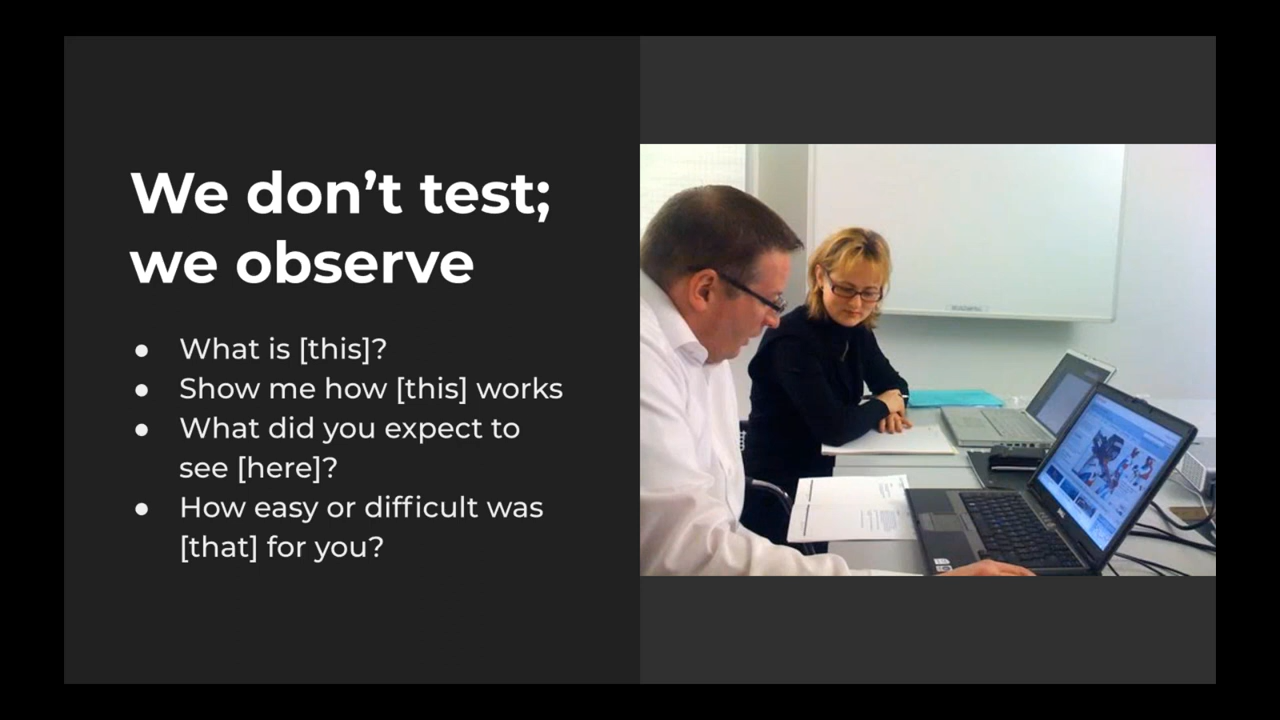 We don’t test;
we observe
● What is [this]?
● Show me how [this] works
● What did you expect to
see [here]?
● How easy or difficult was
[that] for you?
DELL